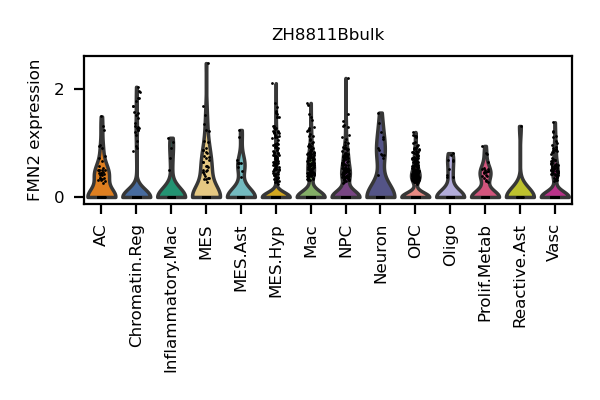 ZH8811Bbulk
FMN2 expression
2
0
AC
Chromatin.Reg
Inflammatory.Mac
MES
MES.Ast
MES.Hyp
Mac
NPC
Neuron
OPC
Oligo
Prolif.Metab
Reactive.Ast
Vasc